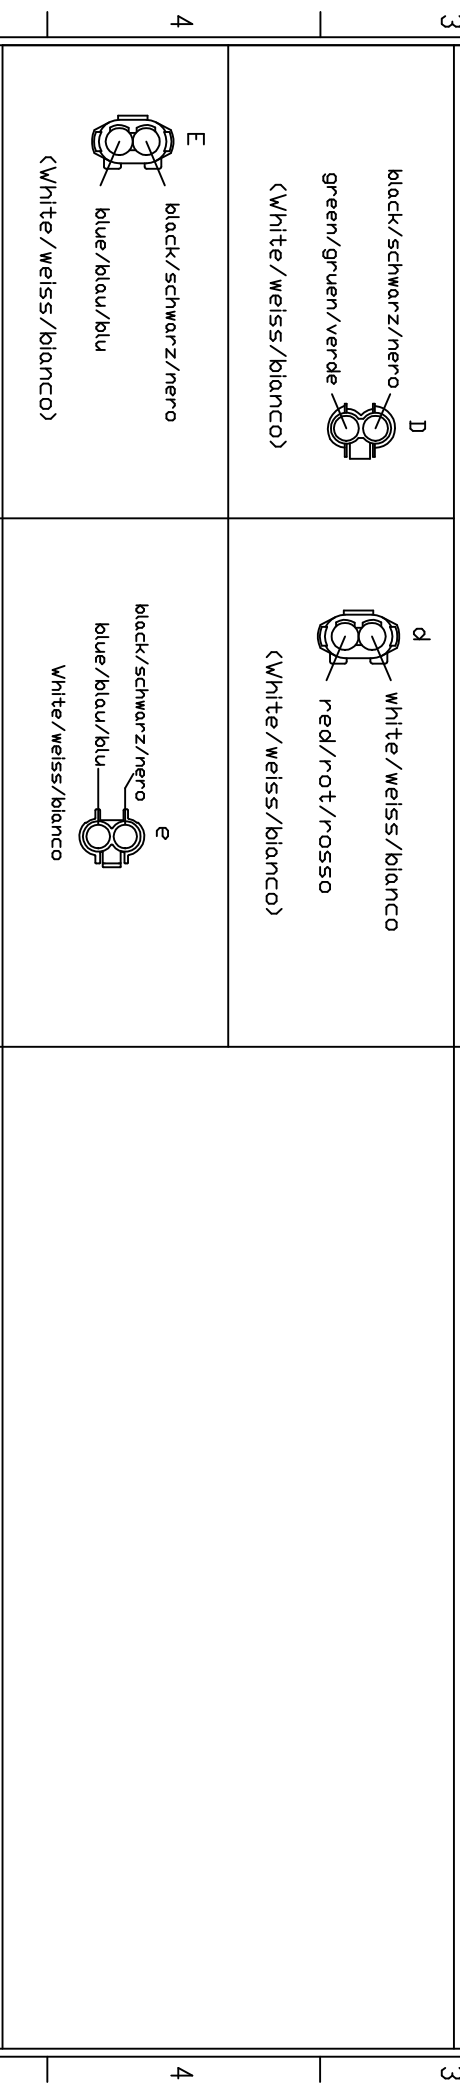 3
D
black/schwarz/nero
green/gruen/verde
(White/weiss/bianco)
d
white/weiss/bianco
red/rot/rosso
(White/weiss/bianco)
3
4
E
black/schwarz/nero
blue/blau/blu
(White/weiss/bianco)
e
black/schwarz/nero
blue/blau/blu
White/weiss/bianco
4